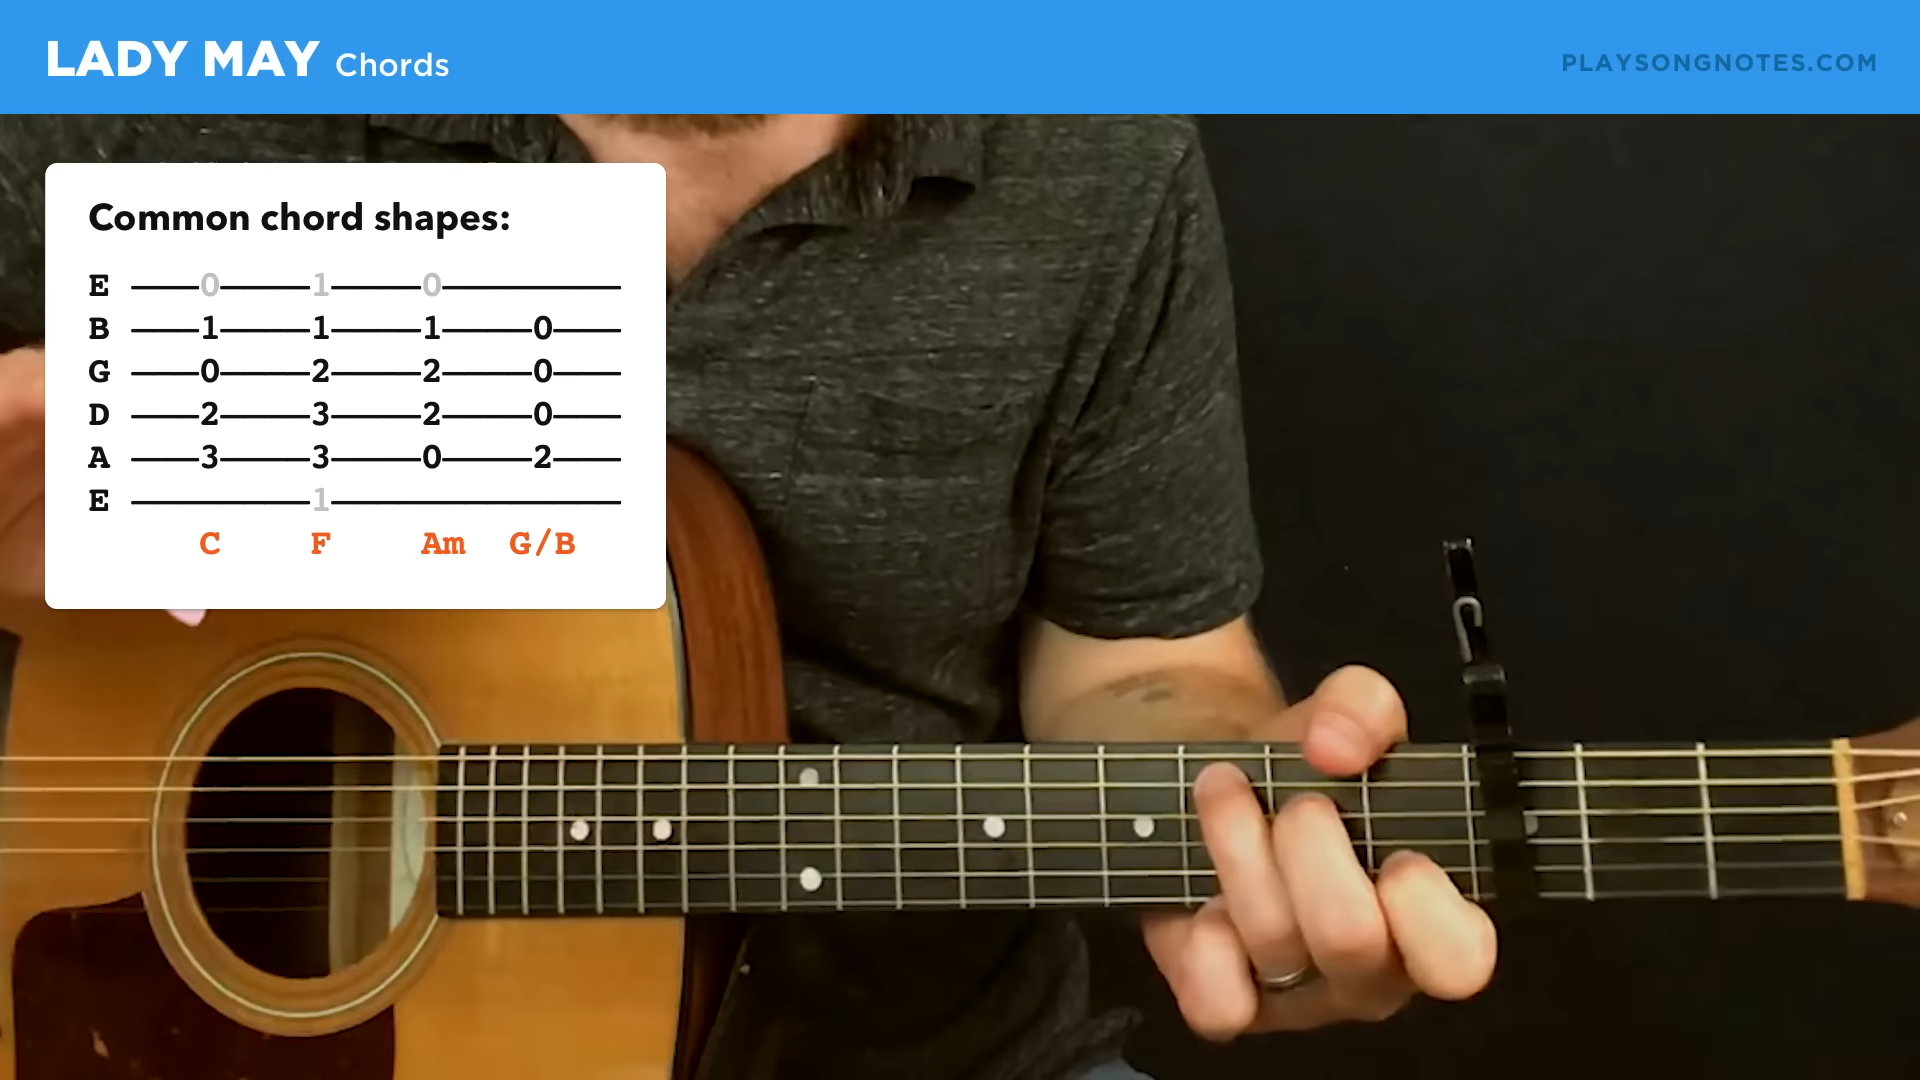 LADY MAY Chords
PLAYSONGNOTES.COM
Common chord shapes:
E 0 1 0
B 1 1 1 0
G 0 2 2 0
D 2 3 2 0
A 3 3 0 2
E 1
C F Am G/B